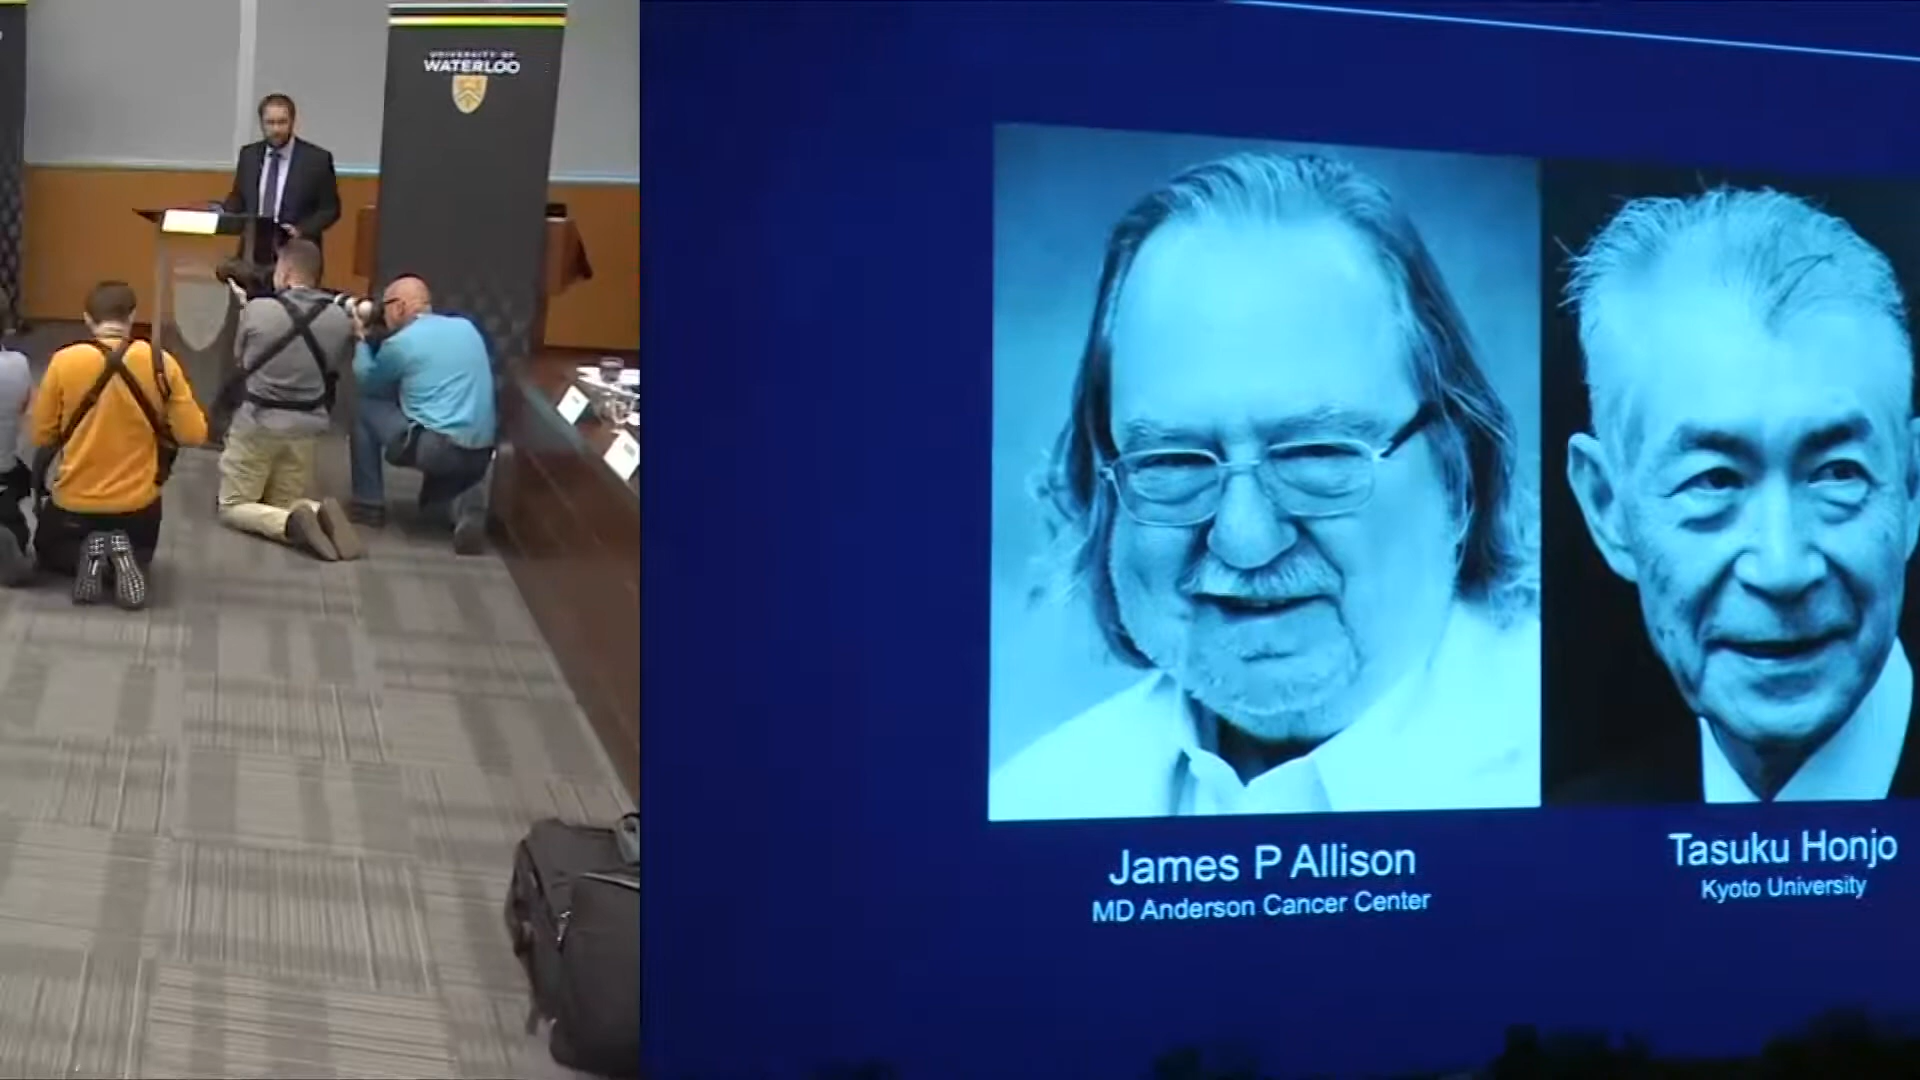 UNIVERSITY OF
WATERLOO
James P Allison
MD Anderson Cancer Center
Tasuku Honjo
Kyoto University